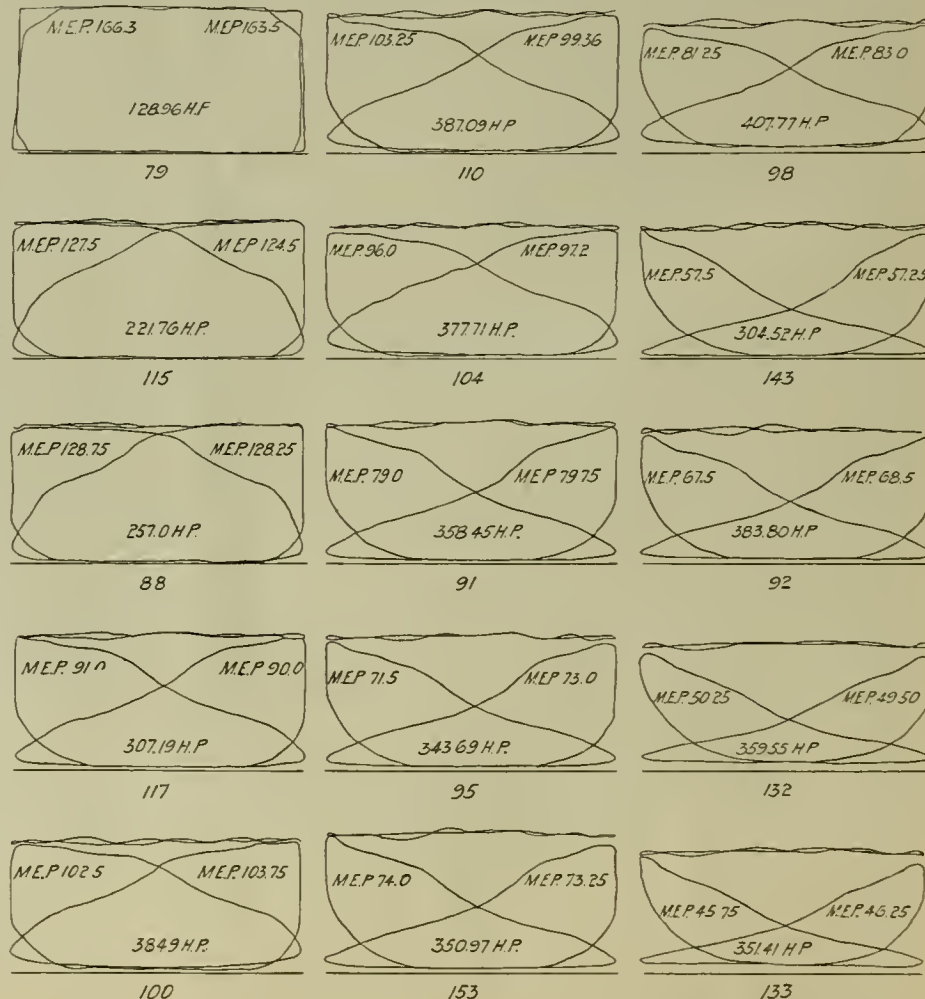 M.E.P. 166.3 M.E.P 163.5
128.96 H.P
79
M.E.P 103.25 M.E.P 99.36
387.09 H.P
110
M.E.P. 81.25 M.E.P. 83.0
407.77 H.P
98
M.E.P. 127.5 M.E.P. 124.5
221.76 H.P.
115
M.E.P. 96.0 M.E.P. 97.2
377.71 H.P.
104
M.E.P. 57.5 M.E.P. 57.25
304.52 H.P
143
M.E.P. 128.75 M.E.P. 128.25
257.0 H.P.
88
M.E.P. 79.0 M.E.P 79.75
358.45 H.P.
91
M.E.P. 67.5 M.E.P. 68.5
383.80 H.P.
92
M.E.P. 91.0 M.E.P. 90.0
307.19 H.P
117
M.E.P 71.5 M.E.P 73.0
343.69 H.P.
95
M.E.P. 50.25 M.E.P. 49.50
359.55 H.P
132
M.E.P 102.5 M.E.P. 103.75
384.9 H.P.
100
M.E.P 74.0 M.E.P. 73.25
350.97 H.P.
153
M.E.P. 45.75 M.E.P. 46.25
351.41 H.P
133